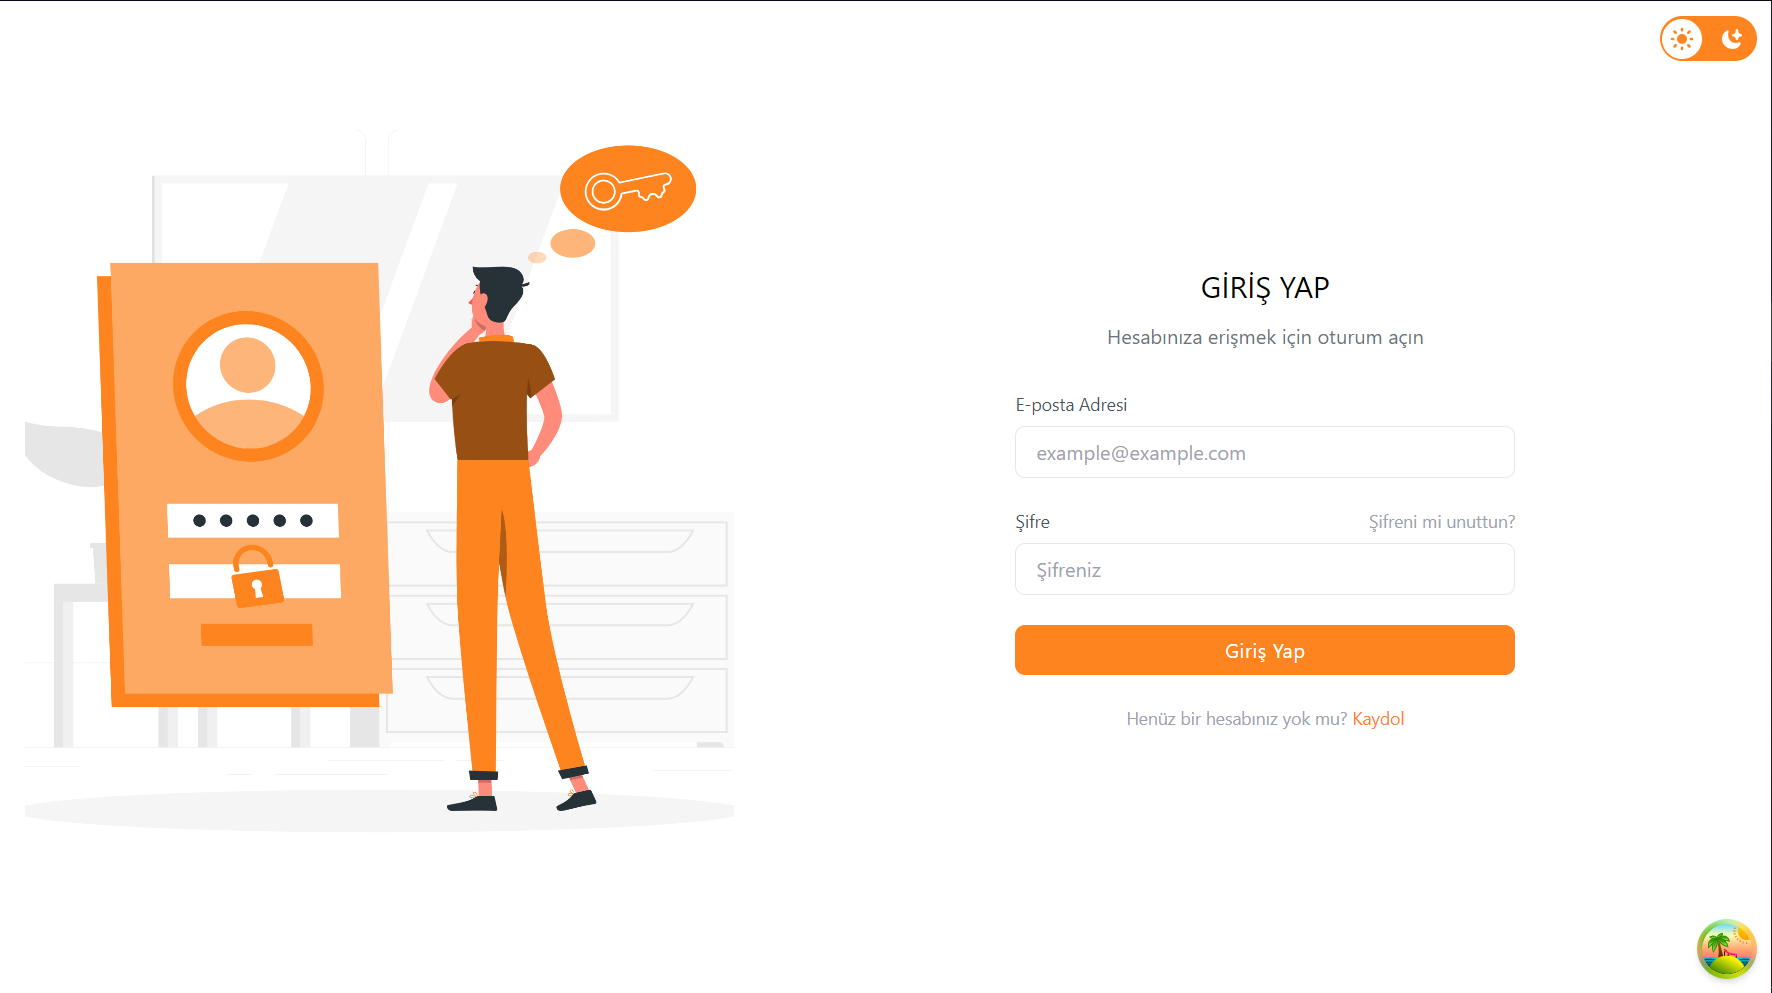 GİRİŞ YAP
Hesabınıza erişmek için oturum açın
E-posta Adresi
example@example.com
Şifre
Şifreni mi unuttun?
Şifreniz
Giriş Yap
Henüz bir hesabınız yok mu? Kaydol